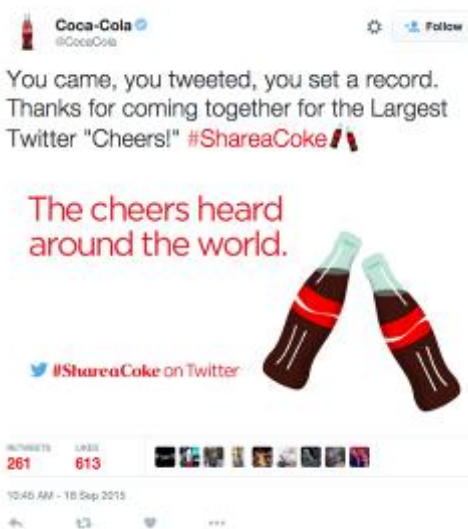 Coca-Cola
@CocaCola
Follow
You came, you tweeted, you set a record.
Thanks for coming together for the Largest
Twitter "Cheers!" #ShareaCoke
The cheers heard
around the world.
#ShareaCoke on Twitter
RETWEETS LIKES
261 613
10:45 AM - 18 Sep 2015